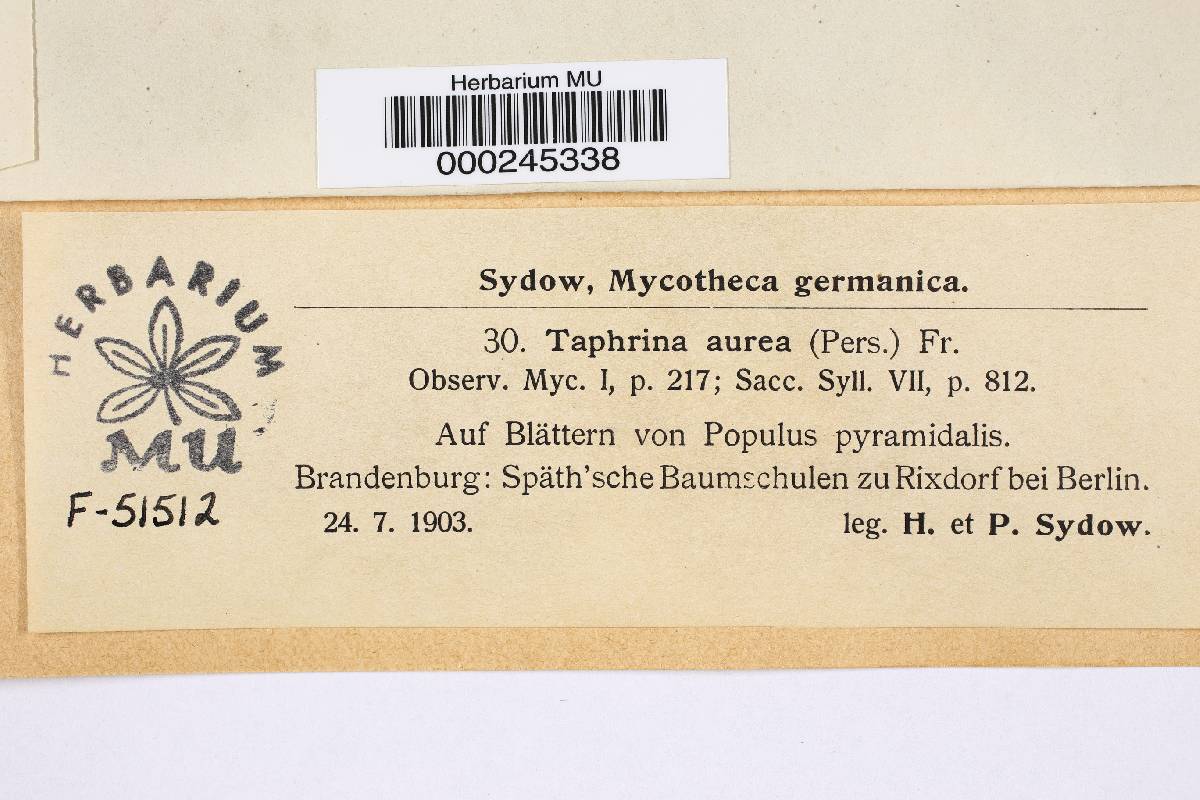 Herbarium MU
000245338
HERBARIUM
MU
F-51512
Sydow, Mycotheca germanica.
30. Taphrina aurea (Pers.) Fr.
Observ. Myc. I, p. 217; Sacc. Syll. VII, p. 812.
Auf Blättern von Populus pyramidalis.
Brandenburg: Späth'sche Baumschulen zu Rixdorf bei Berlin.
24. 7. 1903. leg. H. et P. Sydow.